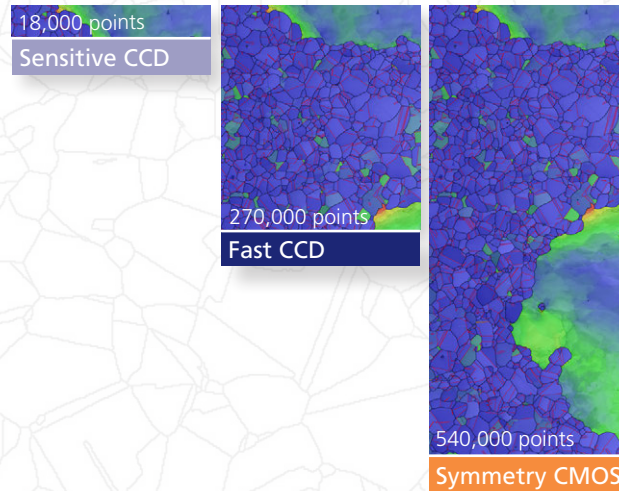 18,000 points
Sensitive CCD
270,000 points
Fast CCD
540,000 points
Symmetry CMOS